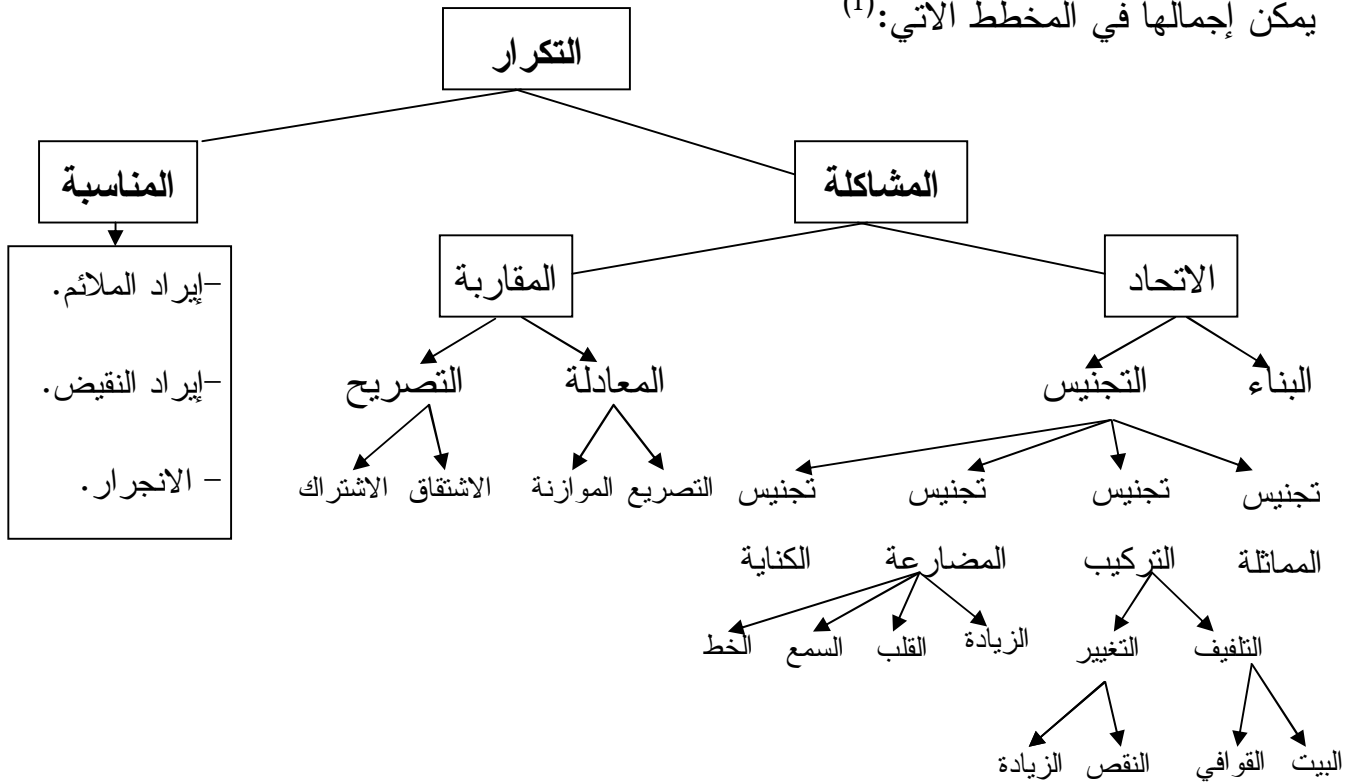 يمكن إجمالها في المخطط الآتي:(1)
التكرار
المشاكلة المناسبة
الاتحاد المقاربة
-إيراد الملائم.
-إيراد النقيض.
- الانجرار.
البناء التجنيس المعادلة التصريح
تجنيس تجنيس تجنيس تجنيس التصريع الموازنة الاشتقاق الاشتراك
المماثلة التركيب المضارعة الكناية
التلفيف التغيير الزيادة القلب السمع الخط
البيت القوافي النقص الزيادة